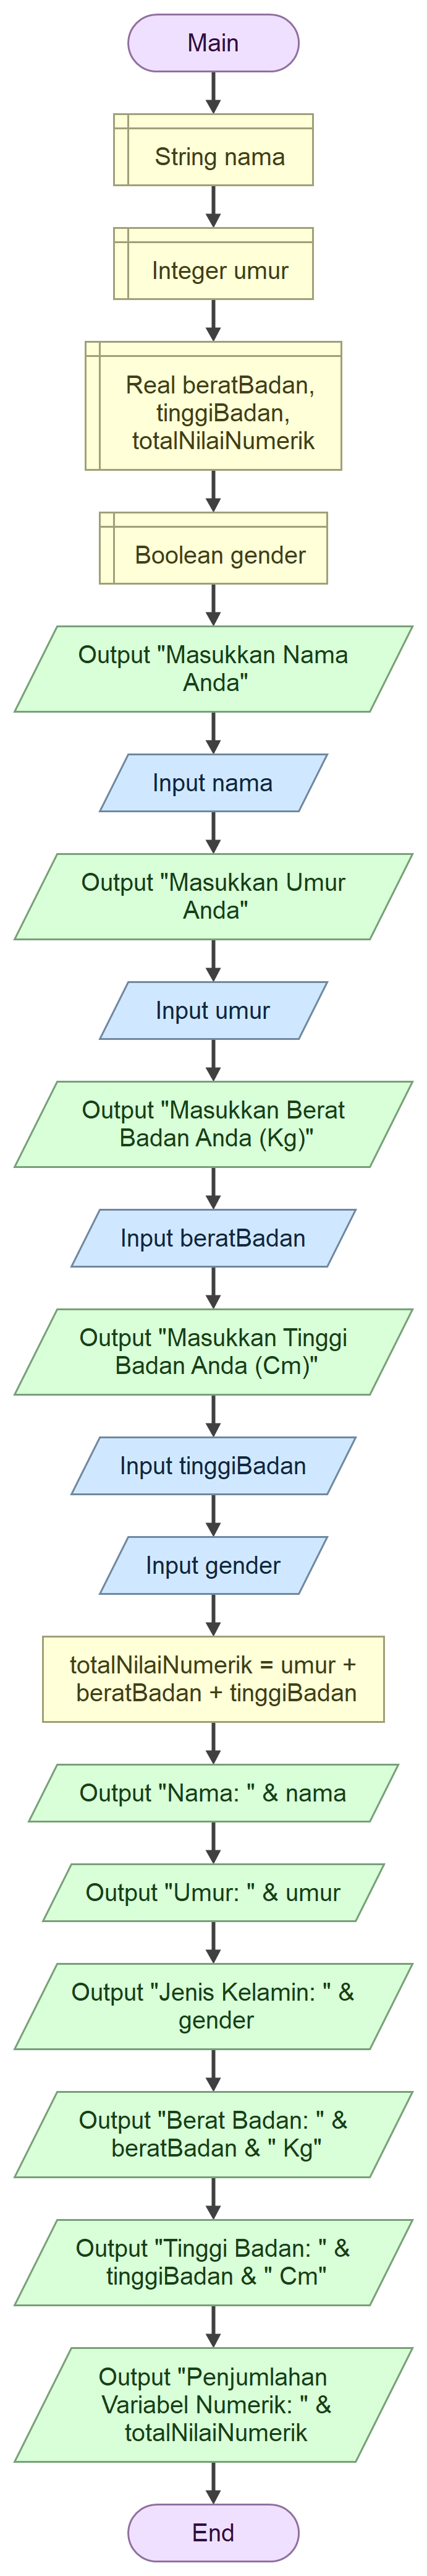 Main
String nama
Integer umur
Real beratBadan,
tinggiBadan,
totalNilaiNumerik
Boolean gender
Output "Masukkan Nama
Anda"
Input nama
Output "Masukkan Umur
Anda"
Input umur
Output "Masukkan Berat
Badan Anda (Kg)"
Input beratBadan
Output "Masukkan Tinggi
Badan Anda (Cm)"
Input tinggiBadan
Input gender
totalNilaiNumerik = umur +
beratBadan + tinggiBadan
Output "Nama: " & nama
Output "Umur: " & umur
Output "Jenis Kelamin: " &
gender
Output "Berat Badan: " &
beratBadan & " Kg"
Output "Tinggi Badan: " &
tinggiBadan & " Cm"
Output "Penjumlahan
Variabel Numerik: " &
totalNilaiNumerik
End